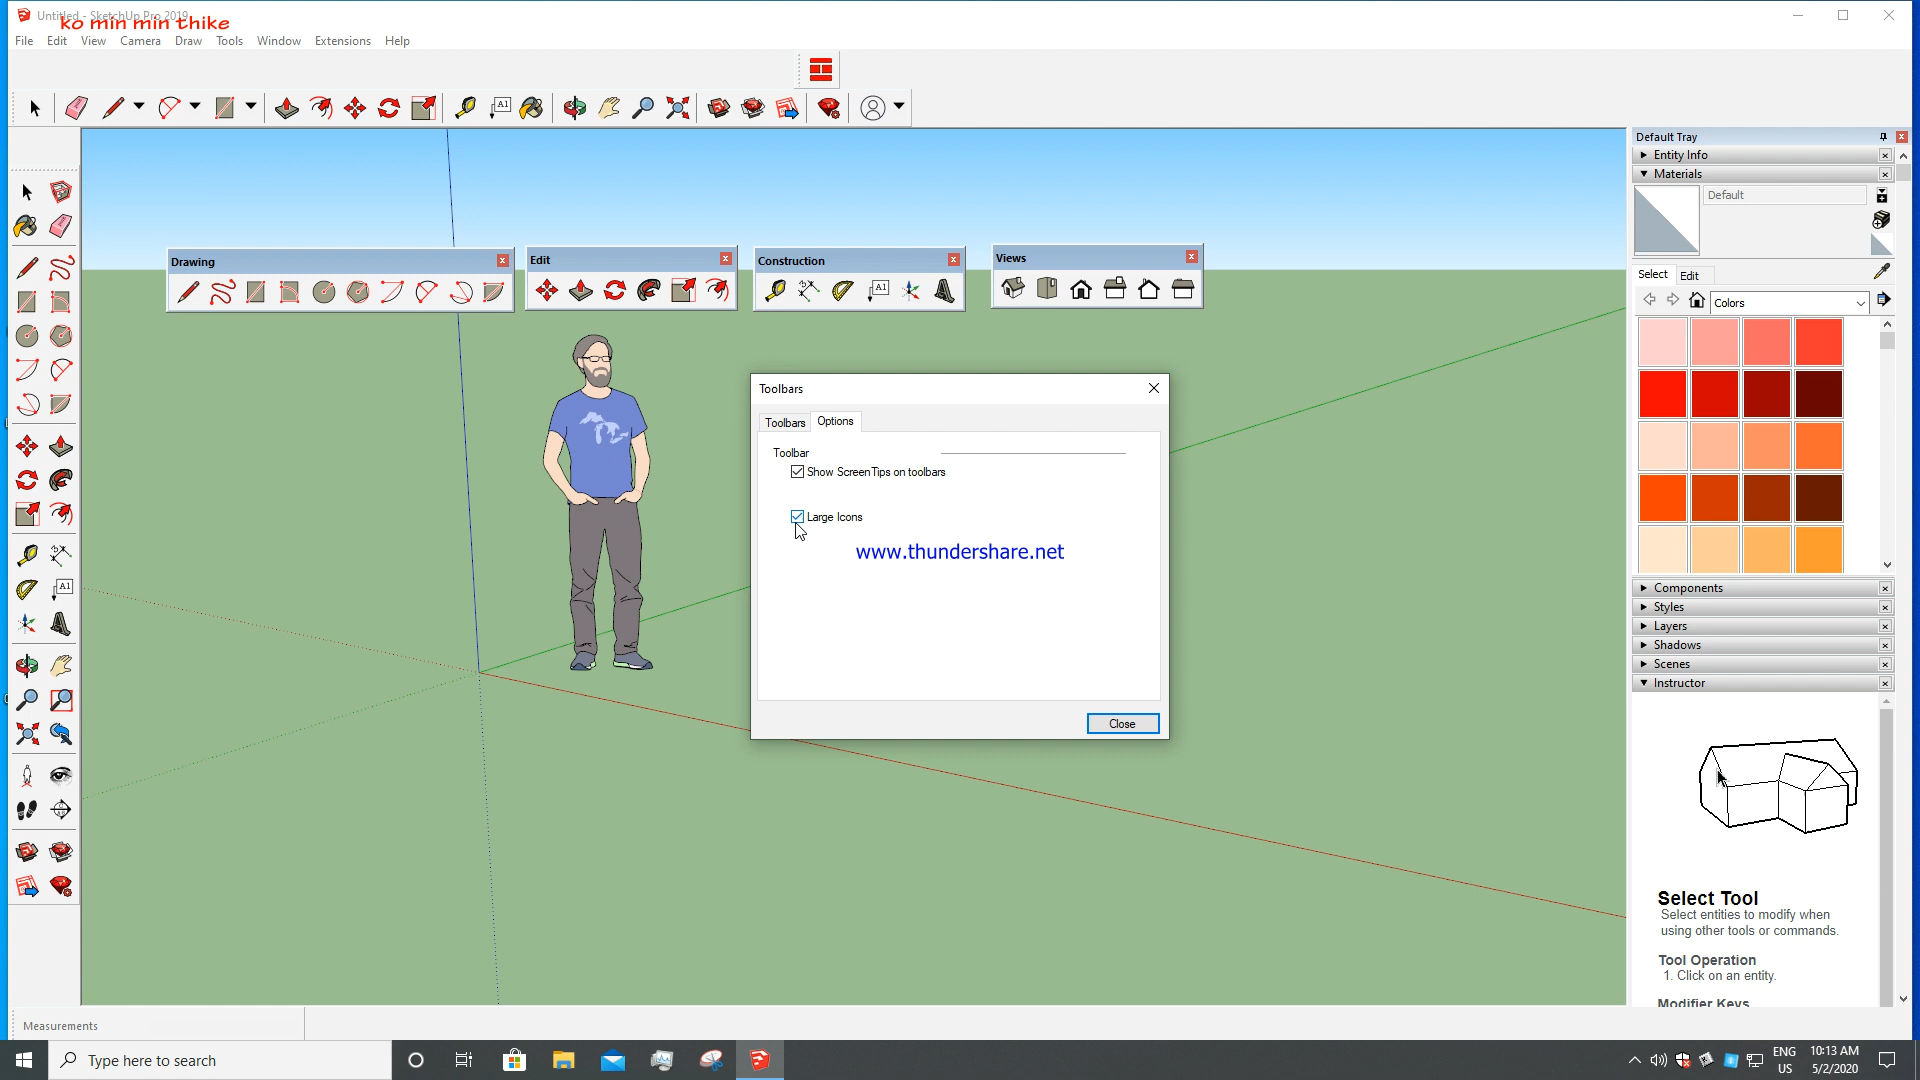 Untitled - SketchUp Pro 2019
ko min min thike
File Edit View Camera Draw Tools Window Extensions Help
A1
Default Tray
Entity Info
Materials
Default
Select Edit
Colors
Drawing
Edit
Construction
A1
Views
Toolbars
Toolbars Options
Toolbar
Show ScreenTips on toolbars
Large Icons
www.thundershare.net
Close
A1
Components
Styles
Layers
Shadows
Scenes
Instructor
Select Tool
Select entities to modify when
using other tools or commands.
Tool Operation
1. Click on an entity.
Modifier Keys
Measurements
Type here to search
ENG
US
10:13 AM
5/2/2020